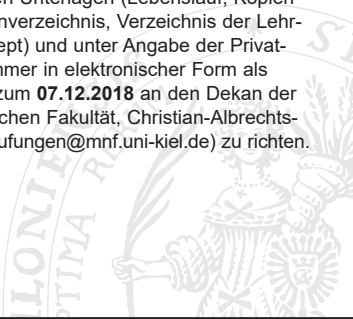 en Unterlagen (Lebenslauf, Kopien
nverzeichnis, Verzeichnis der Lehr-
ept) und unter Angabe der Privat-
mmer in elektronischer Form als
zum 07.12.2018 an den Dekan der
chen Fakultät, Christian-Albrechts-
ufungen@mnf.uni-kiel.de) zu richten.